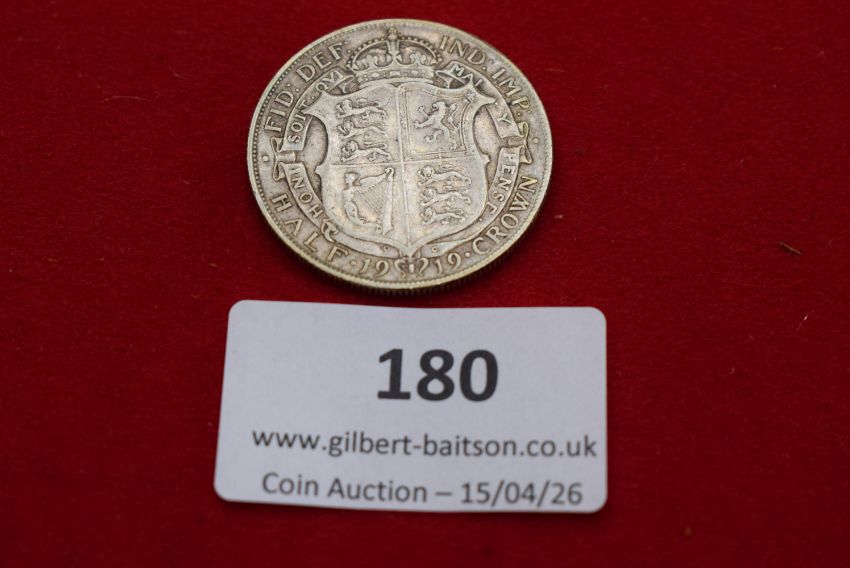 FID: DEF: IND: IMP:
HONI SOIT QVI MAL Y PENSE
HALF · 19 19 · CROWN
180
www.gilbert-baitson.co.uk
Coin Auction – 15/04/26